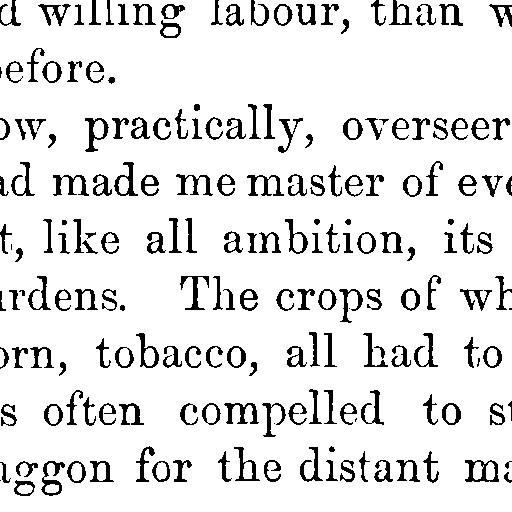 d willing labour, than w
before.
ow, practically, overseer
ad made me master of eve
t, like all ambition, its
urdens. The crops of wh
orn, tobacco, all had to
s often compelled to st
aggon for the distant ma